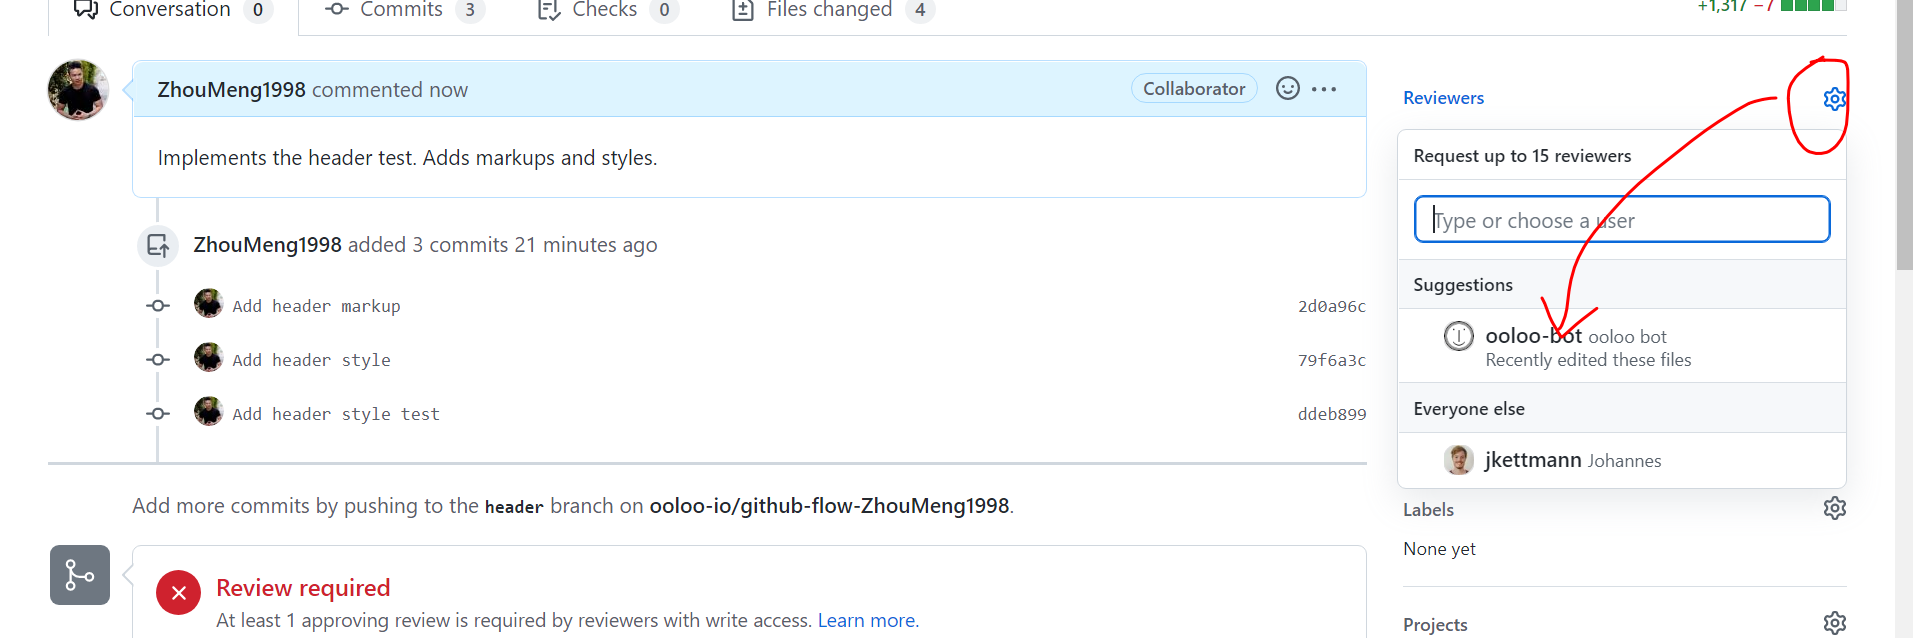 Conversation 0
Commits 3
Checks 0
Files changed 4
+1,317 −7
ZhouMeng1998 commented now
Collaborator
Implements the header test. Adds markups and styles.
ZhouMeng1998 added 3 commits 21 minutes ago
Add header markup
2d0a96c
Add header style
79f6a3c
Add header style test
ddeb899
Add more commits by pushing to the header branch on ooloo-io/github-flow-ZhouMeng1998.
Review required
At least 1 approving review is required by reviewers with write access. Learn more.
Reviewers
Request up to 15 reviewers
Type or choose a user
Suggestions
ooloo-bot ooloo bot
Recently edited these files
Everyone else
jkettmann Johannes
Labels
None yet
Projects